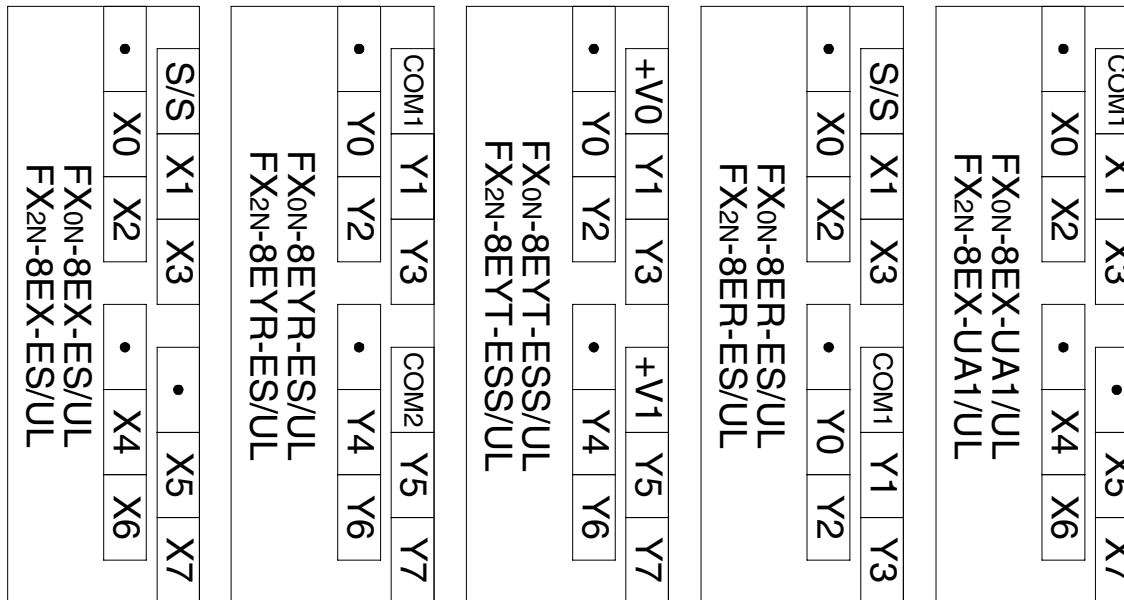 S/S X1 X3 • X5 X7
• X0 X2 • X4 X6
FX0N-8EX-ES/UL
FX2N-8EX-ES/UL
COM1 Y1 Y3 COM2 Y5 Y7
• Y0 Y2 • Y4 Y6
FX0N-8EYR-ES/UL
FX2N-8EYR-ES/UL
+V0 Y1 Y3 +V1 Y5 Y7
• Y0 Y2 • Y4 Y6
FX0N-8EYT-ESS/UL
FX2N-8EYT-ESS/UL
S/S X1 X3 COM1 Y1 Y3
• X0 X2 • Y0 Y2
FX0N-8ER-ES/UL
FX2N-8ER-ES/UL
COM1 X1 X3 • X5 X7
• X0 X2 • X4 X6
FX0N-8EX-UA1/UL
FX2N-8EX-UA1/UL